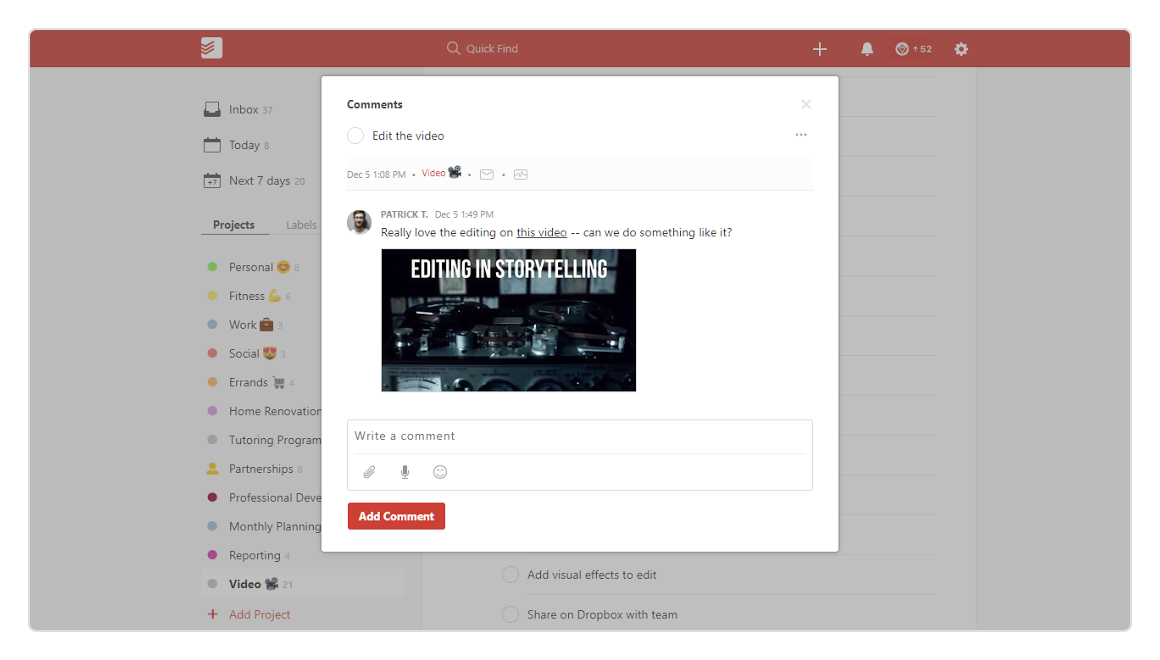 Quick Find
↑52
Inbox 37
Today 8
+7 Next 7 days 20
Projects Labels
Personal 😊 8
Fitness 💪 6
Work 💼 3
Social 😍 3
Errands 🛒 4
Home Renovation
Tutoring Program
Partnerships 8
Professional Deve
Monthly Planning
Reporting 4
Video 🎥 21
+ Add Project
Comments
Edit the video
Dec 5 1:08 PM • Video 🎥 • •
PATRICK T. Dec 5 1:49 PM
Really love the editing on this video -- can we do something like it?
EDITING IN STORYTELLING
Write a comment
Add Comment
Add visual effects to edit
Share on Dropbox with team